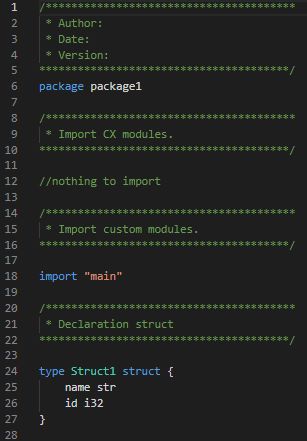 1 /***************************************
2 * Author:
3 * Date:
4 * Version:
5 ***************************************/
6 package package1
7
8 /***************************************
9 * Import CX modules.
10 ***************************************/
11
12 //nothing to import
13
14 /***************************************
15 * Import custom modules.
16 ***************************************/
17
18 import "main"
19
20 /***************************************
21 * Declaration struct
22 ***************************************/
23
24 type Struct1 struct {
25 name str
26 id i32
27 }
28